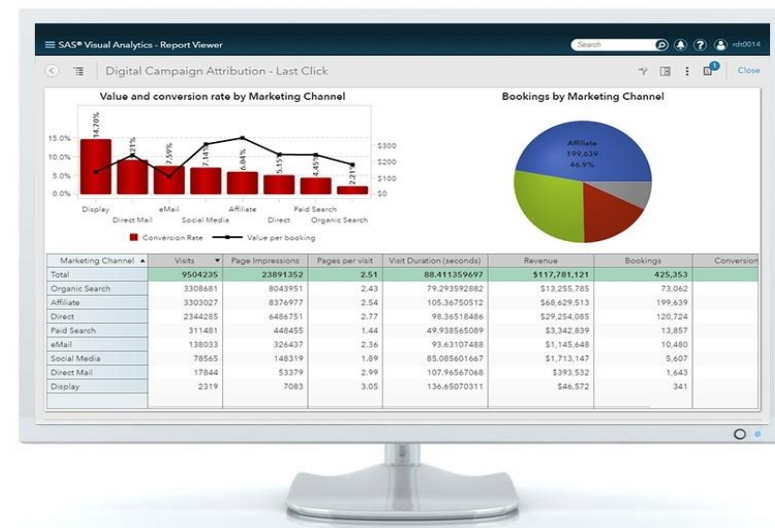 SAS® Visual Analytics - Report Viewer
Search
rdt0014
Digital Campaign Attribution - Last Click
1
Close
Value and conversion rate by Marketing Channel
15.0%
10.0%
5.0%
0.0%
14.70%
7.59%
7.14%
6.04%
5.15%
4.45%
2.21%
$300
$200
$100
$0
Display
eMail
Affiliate
Paid Search
Direct Mail
Social Media
Direct
Organic Search
Conversion Rate
Value per booking
Bookings by Marketing Channel
Affiliate
199,639
46.9%
Marketing Channel Visits Page Impressions Pages per visit Visit Duration (seconds) Revenue Bookings Conversion
Total 9504235 23891352 2.51 88.411359697 $117,781,121 425,353
Organic Search 3308681 8043951 2.43 79.293592882 $13,255,785 73,062
Affiliate 3303027 8376977 2.54 105.36750512 $68,629,513 199,639
Direct 2344285 6486751 2.77 98.36518486 $29,254,085 120,724
Paid Search 311481 448455 1.44 49.938565089 $3,342,839 13,857
eMail 138033 326437 2.36 93.63107488 $1,145,648 10,480
Social Media 78565 148319 1.89 85.085601667 $1,713,147 5,607
Direct Mail 17844 53379 2.99 107.96567068 $393,532 1,643
Display 2319 7083 3.05 136.65070311 $46,572 341